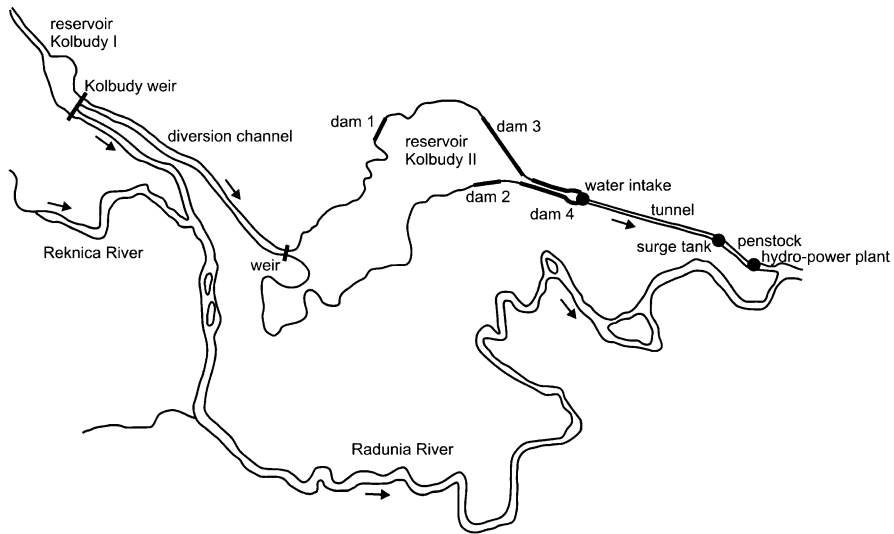 reservoir
Kolbudy I
Kolbudy weir
diversion channel
dam 1
reservoir
Kolbudy II
dam 3
dam 2
dam 4
water intake
tunnel
surge tank
penstock
hydro-power plant
Reknica River
weir
Radunia River